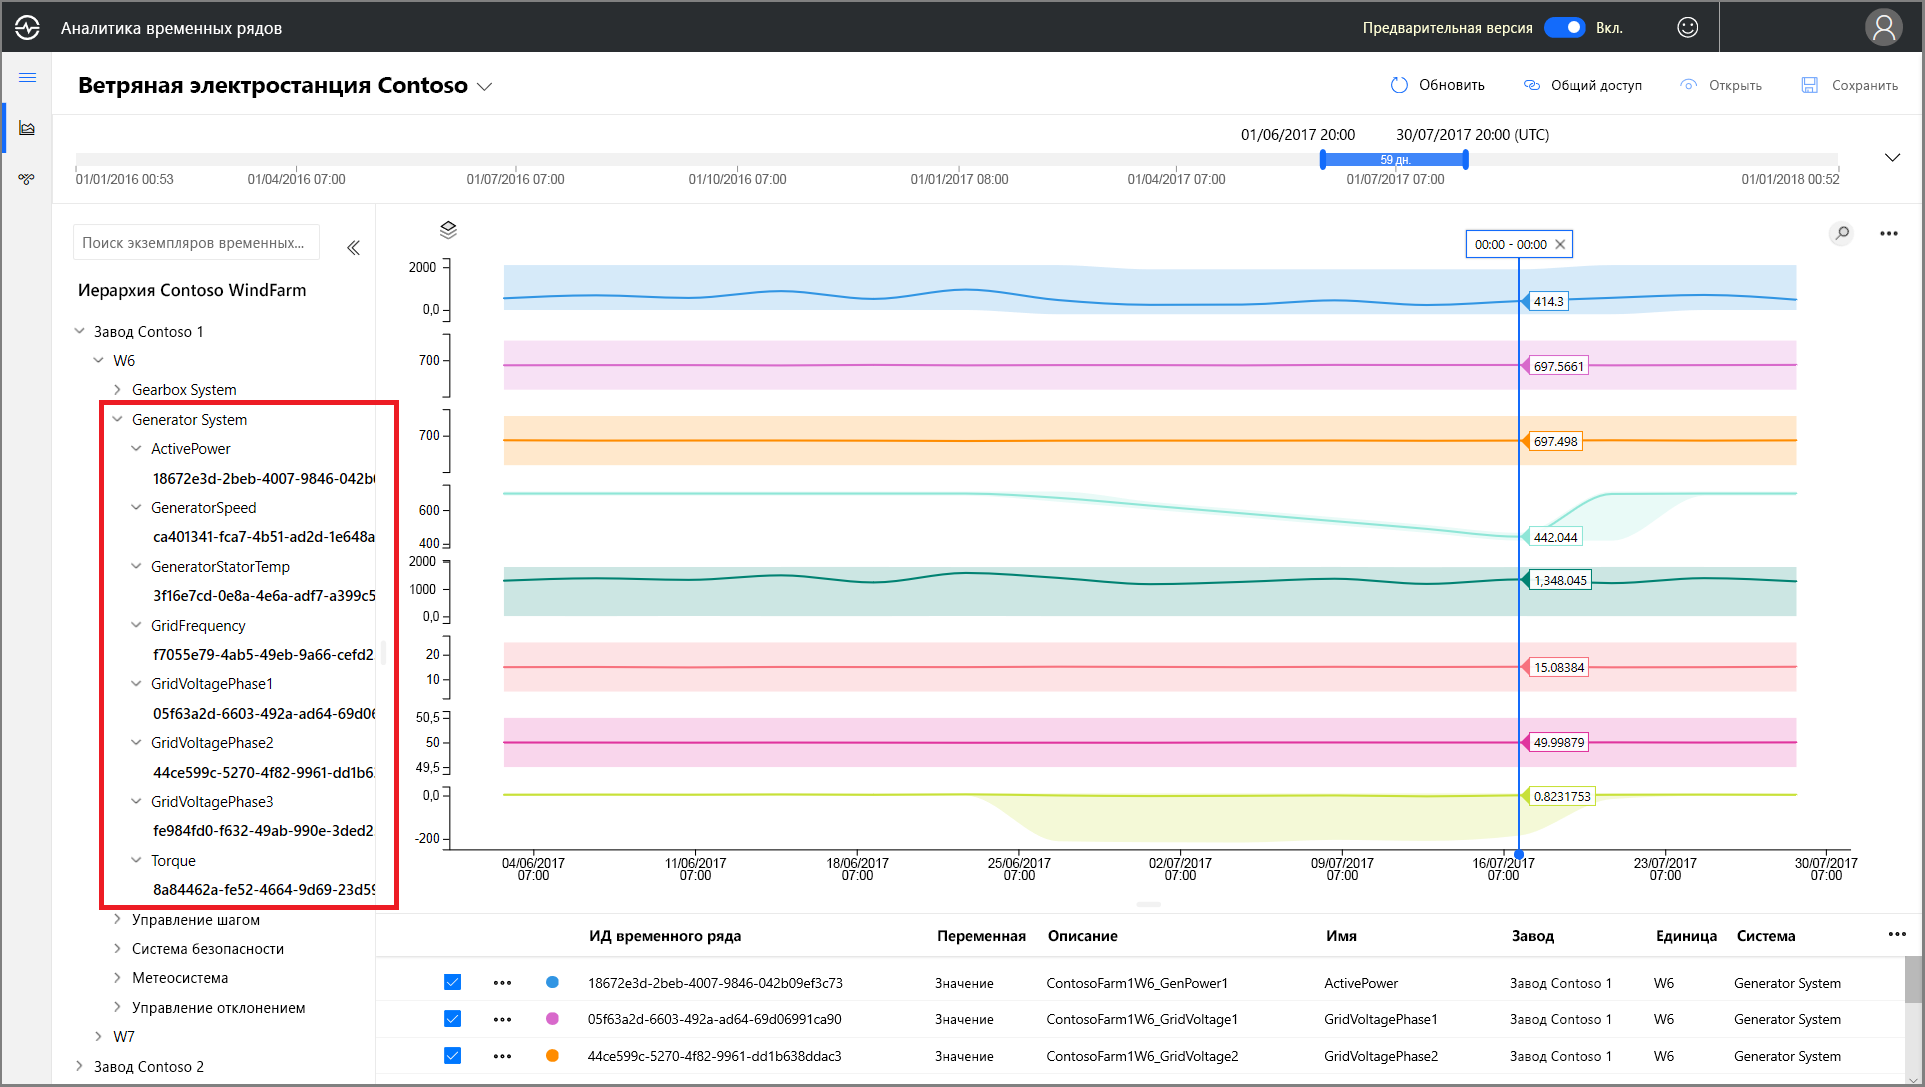 Аналитика временных рядов
Предварительная версия Вкл.
Ветряная электростанция Contoso
Обновить Общий доступ Открыть Сохранить
01/06/2017 20:00 30/07/2017 20:00 (UTC)
59 дн.
01/01/2016 00:53 01/04/2016 07:00 01/07/2016 07:00 01/10/2016 07:00 01/01/2017 08:00 01/04/2017 07:00 01/07/2017 07:00 01/01/2018 00:52
Поиск экземпляров временных...
Иерархия Contoso WindFarm
Завод Contoso 1
W6
Gearbox System
Generator System
ActivePower
18672e3d-2beb-4007-9846-042b
GeneratorSpeed
ca401341-fca7-4b51-ad2d-1e648a
GeneratorStatorTemp
3f16e7cd-0e8a-4e6a-adf7-a399c5
GridFrequency
f7055e79-4ab5-49eb-9a66-cefd2
GridVoltagePhase1
05f63a2d-6603-492a-ad64-69d06
GridVoltagePhase2
44ce599c-5270-4f82-9961-dd1b6
GridVoltagePhase3
fe984fd0-f632-49ab-990e-3ded2
Torque
8a84462a-fe52-4664-9d69-23d59
Управление шагом
Система безопасности
Метеосистема
Управление отклонением
W7
Завод Contoso 2
00:00 - 00:00
2000
0,0
414.3
700
697.5661
700
697.498
600
400
442.044
2000
1000
0,0
1,348.045
20
10
15.08384
50,5
50
49,5
49.99879
0,0
-200
0.8231753
04/06/2017 11/06/2017 18/06/2017 25/06/2017 02/07/2017 09/07/2017 16/07/2017 23/07/2017 30/07/2017
07:00 07:00 07:00 07:00 07:00 07:00 07:00 07:00 07:00
ИД временного ряда Переменная Описание Имя Завод Единица Система
18672e3d-2beb-4007-9846-042b09ef3c73 Значение ContosoFarm1W6_GenPower1 ActivePower Завод Contoso 1 W6 Generator System
05f63a2d-6603-492a-ad64-69d06991ca90 Значение ContosoFarm1W6_GridVoltage1 GridVoltagePhase1 Завод Contoso 1 W6 Generator System
44ce599c-5270-4f82-9961-dd1b638ddac3 Значение ContosoFarm1W6_GridVoltage2 GridVoltagePhase2 Завод Contoso 1 W6 Generator System